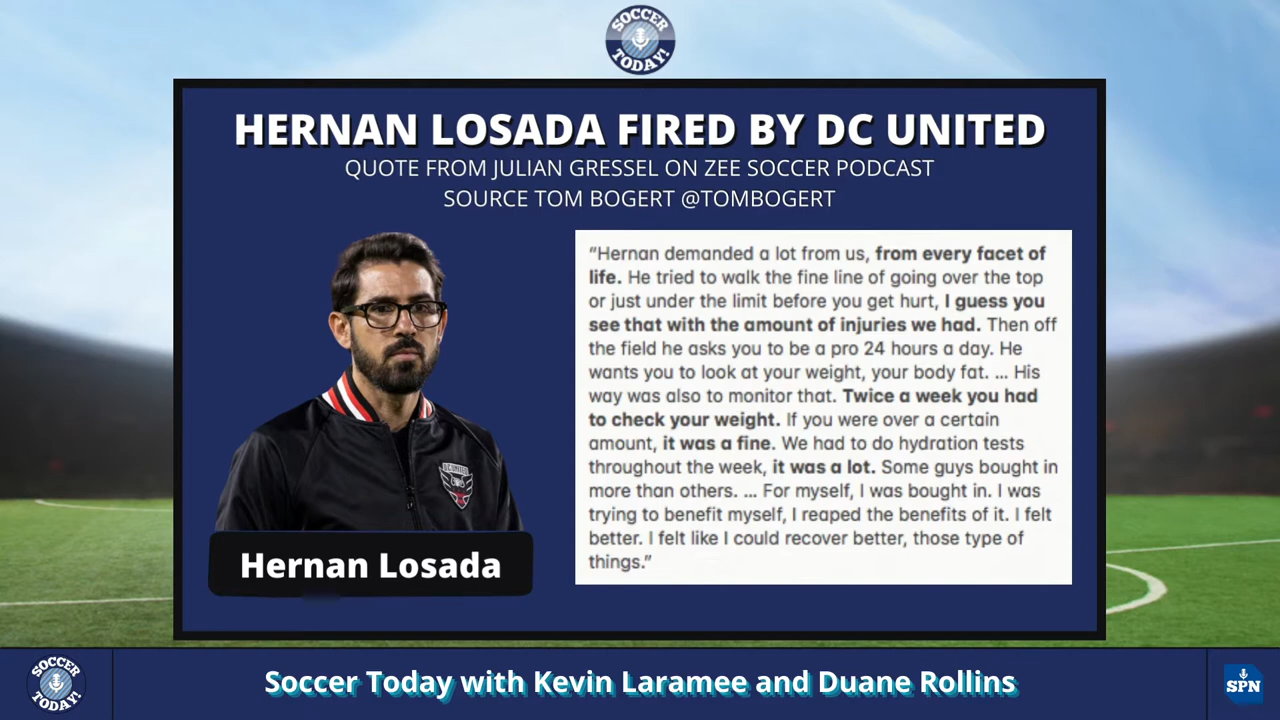 SOCCER
TODAY!
HERNAN LOSADA FIRED BY DC UNITED
QUOTE FROM JULIAN GRESSEL ON ZEE SOCCER PODCAST
SOURCE TOM BOGERT @TOMBOGERT
“Hernan demanded a lot from us, from every facet of
life. He tried to walk the fine line of going over the top
or just under the limit before you get hurt, I guess you
see that with the amount of injuries we had. Then off
the field he asks you to be a pro 24 hours a day. He
wants you to look at your weight, your body fat. ... His
way was also to monitor that. Twice a week you had
to check your weight. If you were over a certain
amount, it was a fine. We had to do hydration tests
throughout the week, it was a lot. Some guys bought in
more than others. ... For myself, I was bought in. I was
trying to benefit myself, I reaped the benefits of it. I felt
better. I felt like I could recover better, those type of
things.”
DC UNITED
Hernan Losada
SOCCER
TODAY!
Soccer Today with Kevin Laramee and Duane Rollins
SPN